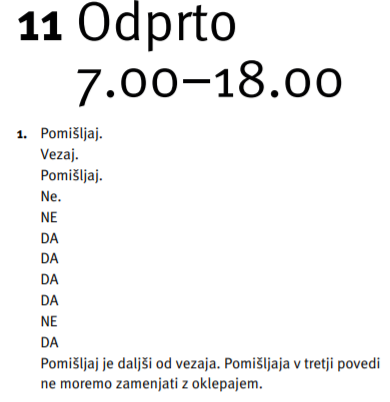 11 Odprto
7.00–18.00
1. Pomišljaj.
Vezaj.
Pomišljaj.
Ne.
NE
DA
DA
DA
DA
NE
DA
Pomišljaj je daljši od vezaja. Pomišljaja v tretji povedi
ne moremo zamenjati z oklepajem.